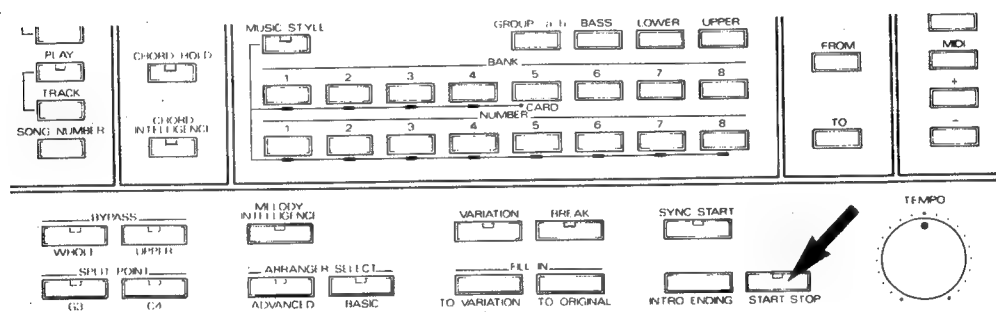 MUSIC STYLE
GROUP a b BASS LOWER UPPER
PLAY
CHORD HOLD
BANK
FROM
MIDI
1 2 3 4 5 6 7 8
TRACK
+
CARD
SONG NUMBER
CHORD
INTELLIGENCE
NUMBER
1 2 3 4 5 6 7 8
TO
-
BYPASS
MELODY
INTELLIGENCE
VARIATION BREAK
SYNC START
TEMPO
WHOLE UPPER
SPLIT POINT
ARRANGER SELECT
FILL IN
G3 C4
ADVANCED BASIC
TO VARIATION TO ORIGINAL
INTRO ENDING START STOP